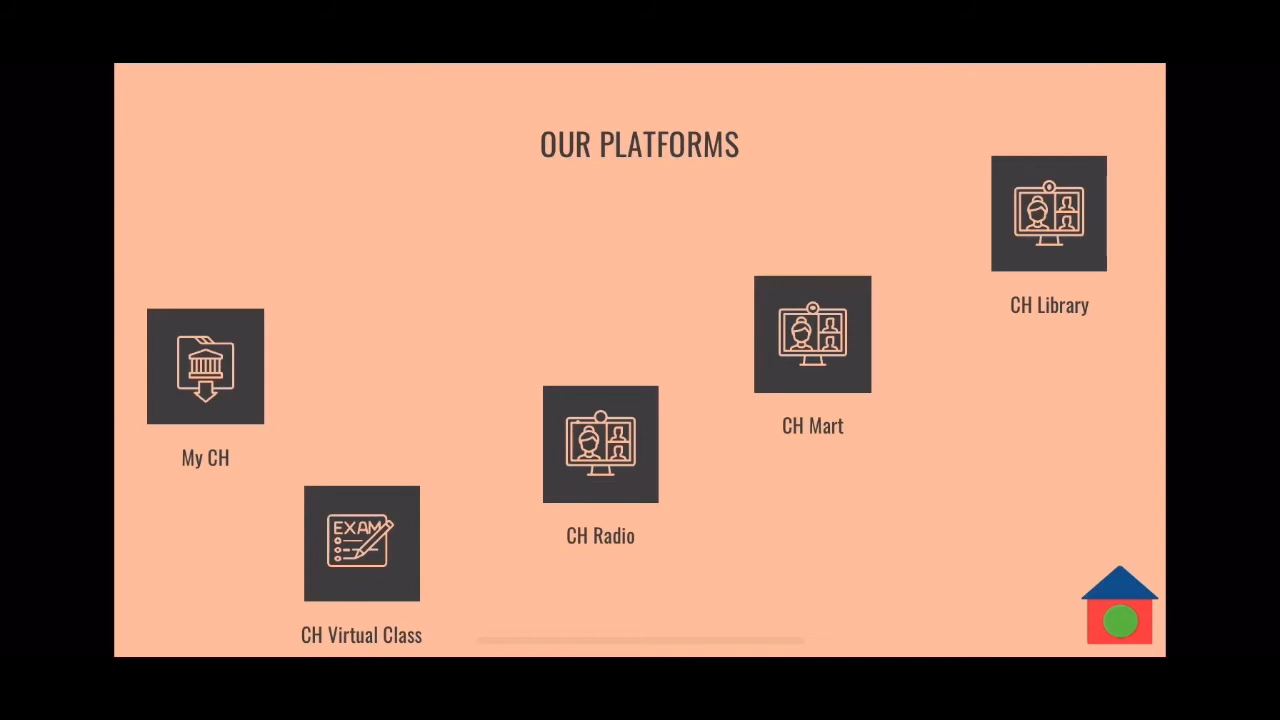 OUR PLATFORMS
CH Library
CH Mart
My CH
CH Radio
EXAM
CH Virtual Class